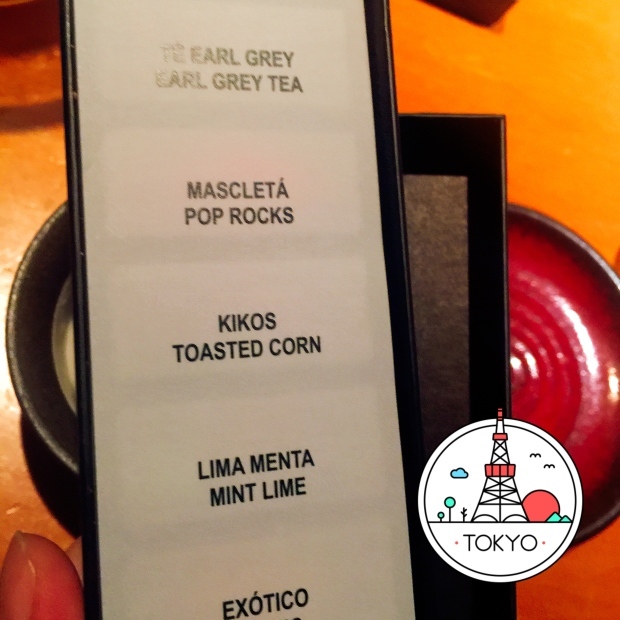 TÉ EARL GREY
EARL GREY TEA
MASCLETÁ
POP ROCKS
KIKOS
TOASTED CORN
LIMA MENTA
MINT LIME
EXÓTICO
TOKYO